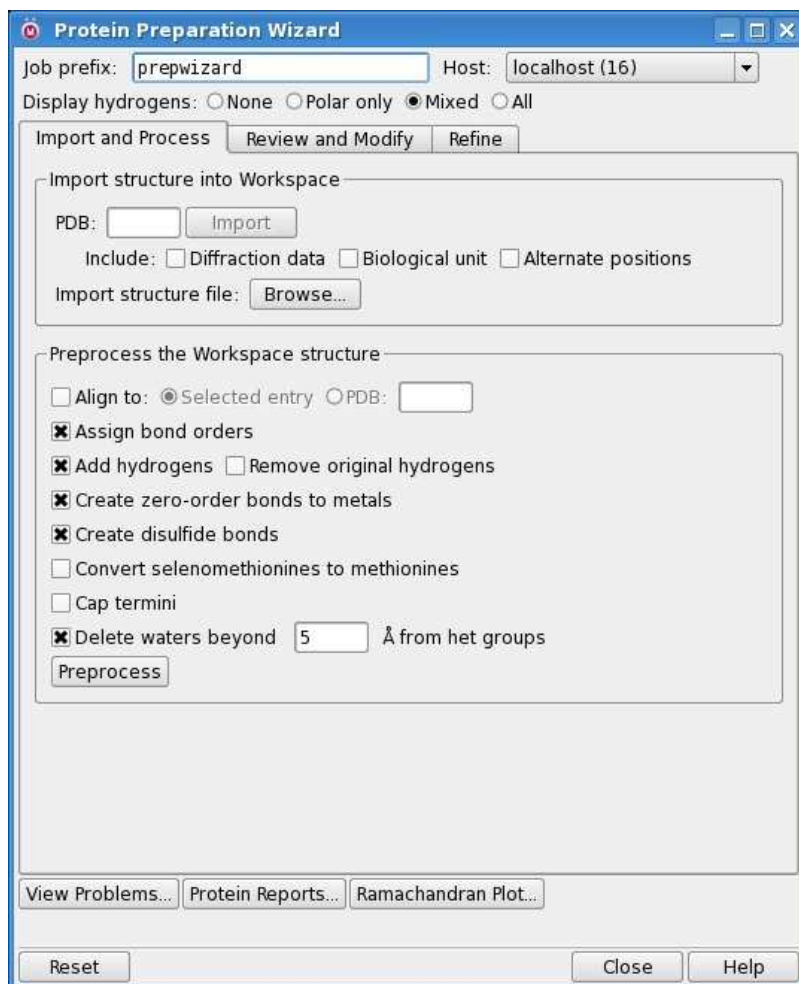 Protein Preparation Wizard
Job prefix: prepwizard Host: localhost (16)
Display hydrogens: None Polar only Mixed All
Import and Process Review and Modify Refine
Import structure into Workspace
PDB: Import
Include: Diffraction data Biological unit Alternate positions
Import structure file: Browse...
Preprocess the Workspace structure
Align to: Selected entry PDB:
Assign bond orders
Add hydrogens Remove original hydrogens
Create zero-order bonds to metals
Create disulfide bonds
Convert selenomethionines to methionines
Cap termini
Delete waters beyond 5 Å from het groups
Preprocess
View Problems... Protein Reports... Ramachandran Plot...
Reset Close Help